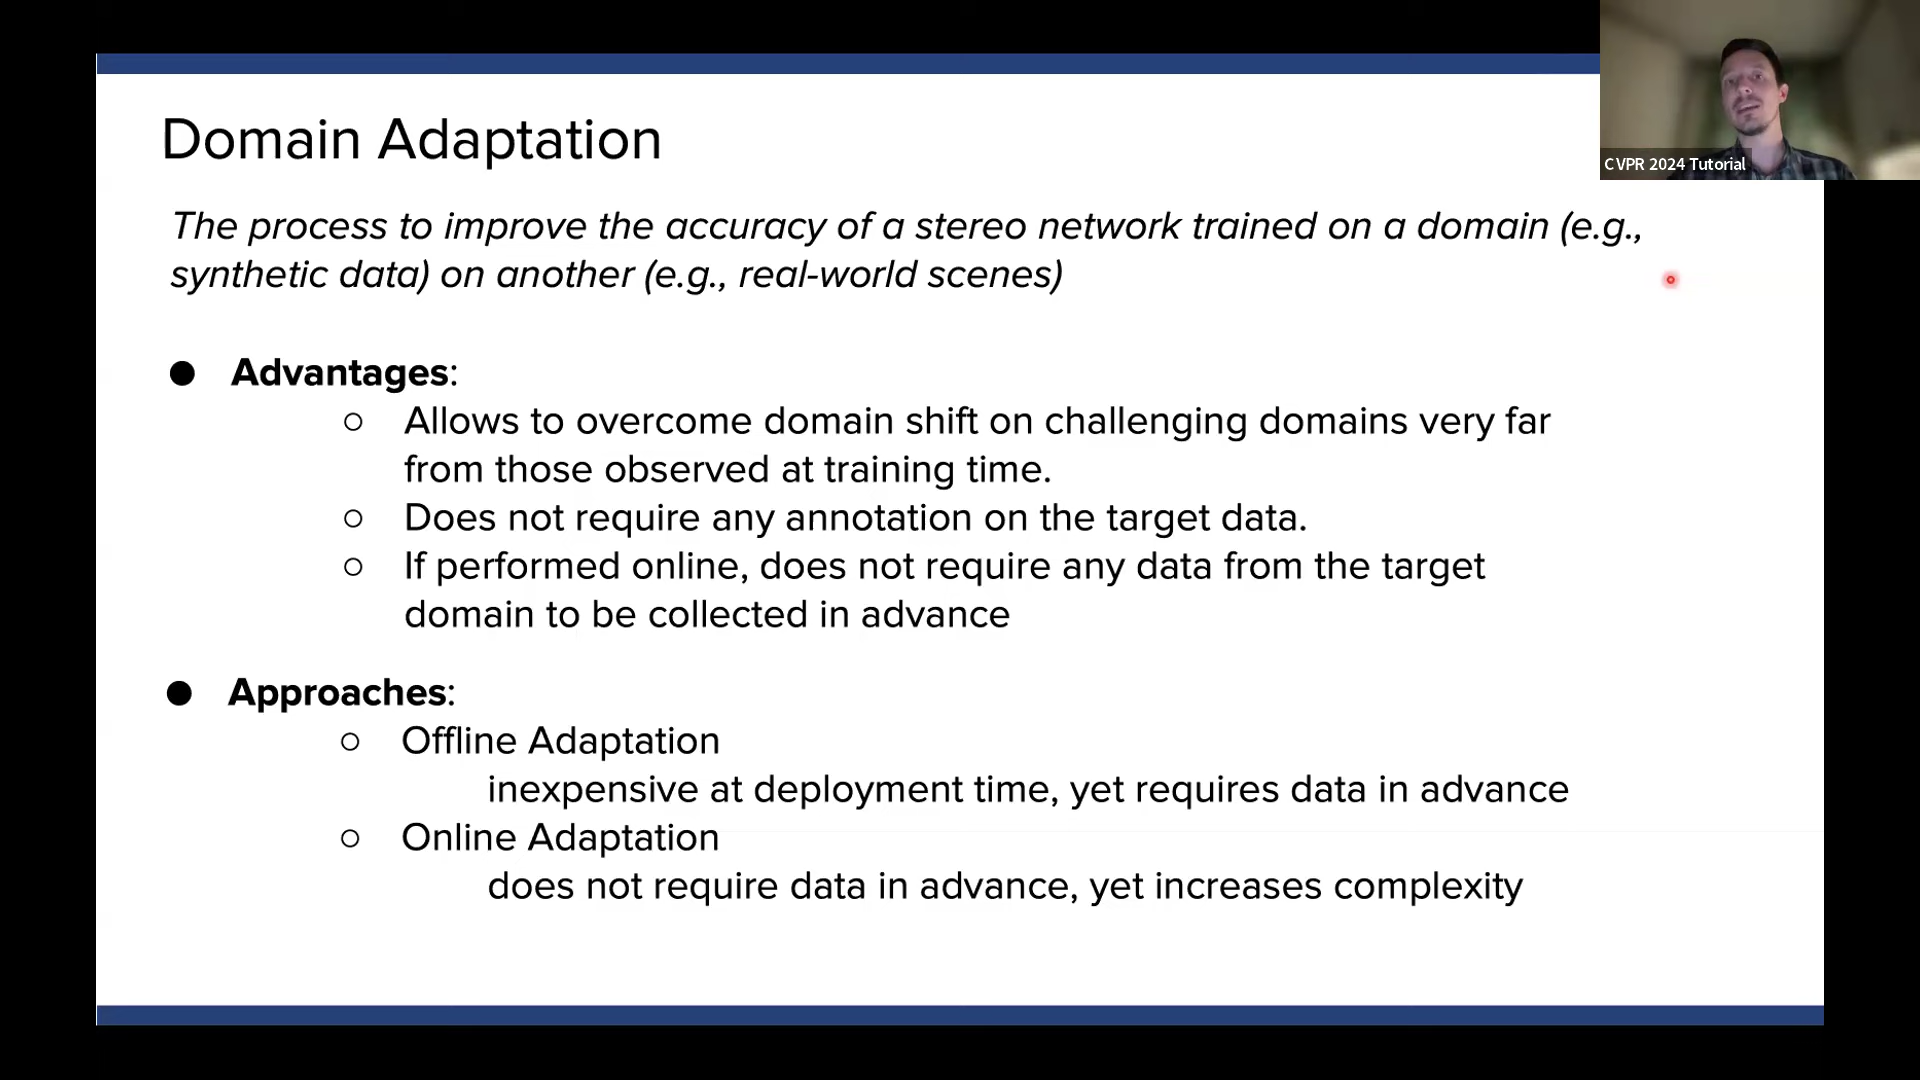 Domain Adaptation
CVPR 2024 Tutorial
The process to improve the accuracy of a stereo network trained on a domain (e.g.,
synthetic data) on another (e.g., real-world scenes)
● Advantages:
○ Allows to overcome domain shift on challenging domains very far
from those observed at training time.
○ Does not require any annotation on the target data.
○ If performed online, does not require any data from the target
domain to be collected in advance
● Approaches:
○ Offline Adaptation
inexpensive at deployment time, yet requires data in advance
○ Online Adaptation
does not require data in advance, yet increases complexity